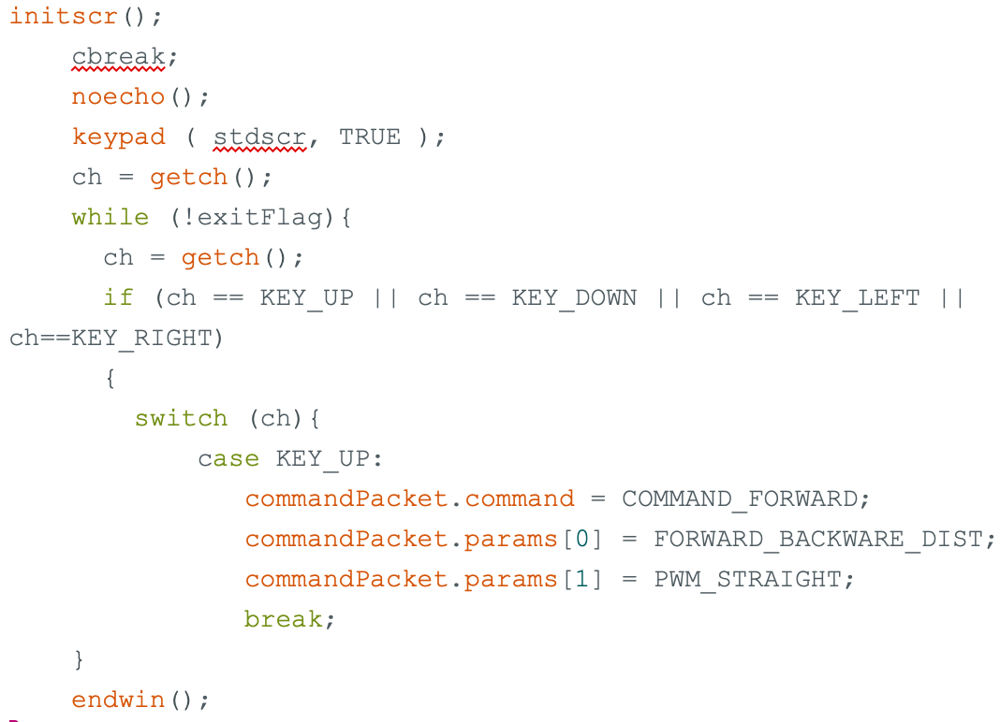 initscr();
cbreak;
noecho();
keypad ( stdscr, TRUE );
ch = getch();
while (!exitFlag){
ch = getch();
if (ch == KEY_UP || ch == KEY_DOWN || ch == KEY_LEFT ||
ch==KEY_RIGHT)
{
switch (ch){
case KEY_UP:
commandPacket.command = COMMAND_FORWARD;
commandPacket.params[0] = FORWARD_BACKWARE_DIST;
commandPacket.params[1] = PWM_STRAIGHT;
break;
}
endwin();